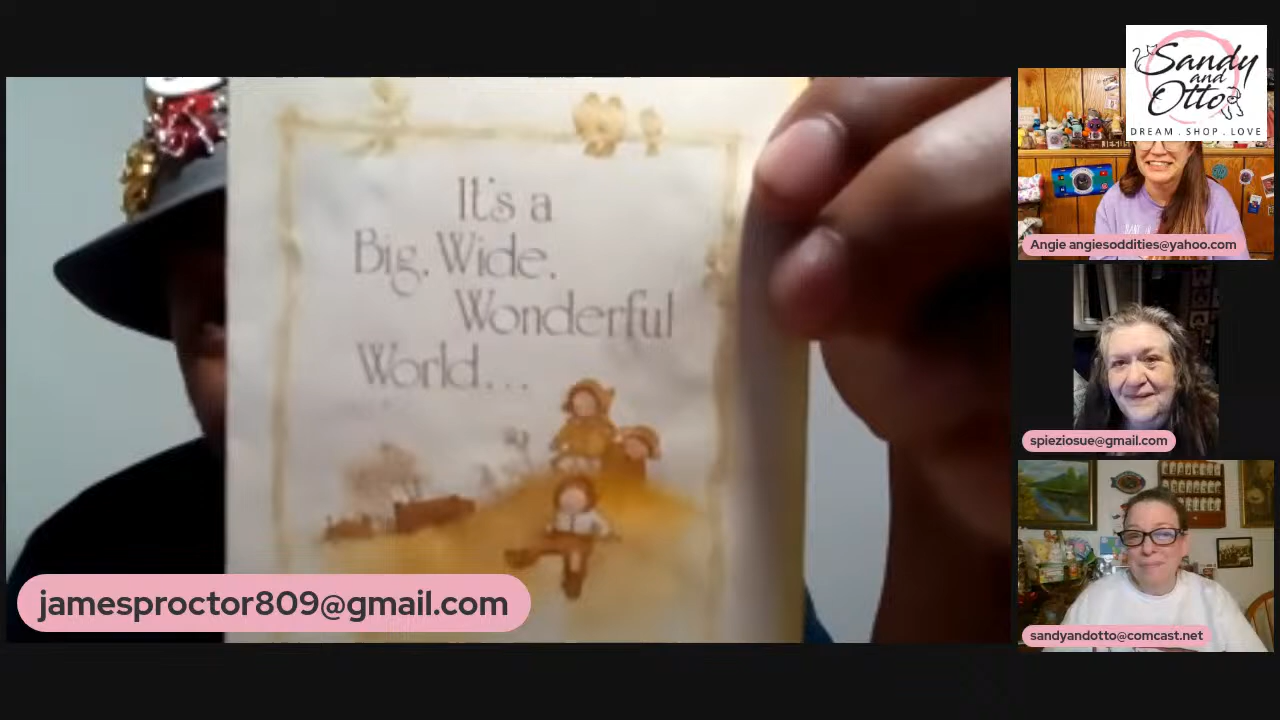 It's a
Big, Wide,
Wonderful
World...
jamesproctor809@gmail.com
Sandy
and
Otto
DREAM . SHOP . LOVE
Angie angiesoddities@yahoo.com
spieziosue@gmail.com
sandyandotto@comcast.net